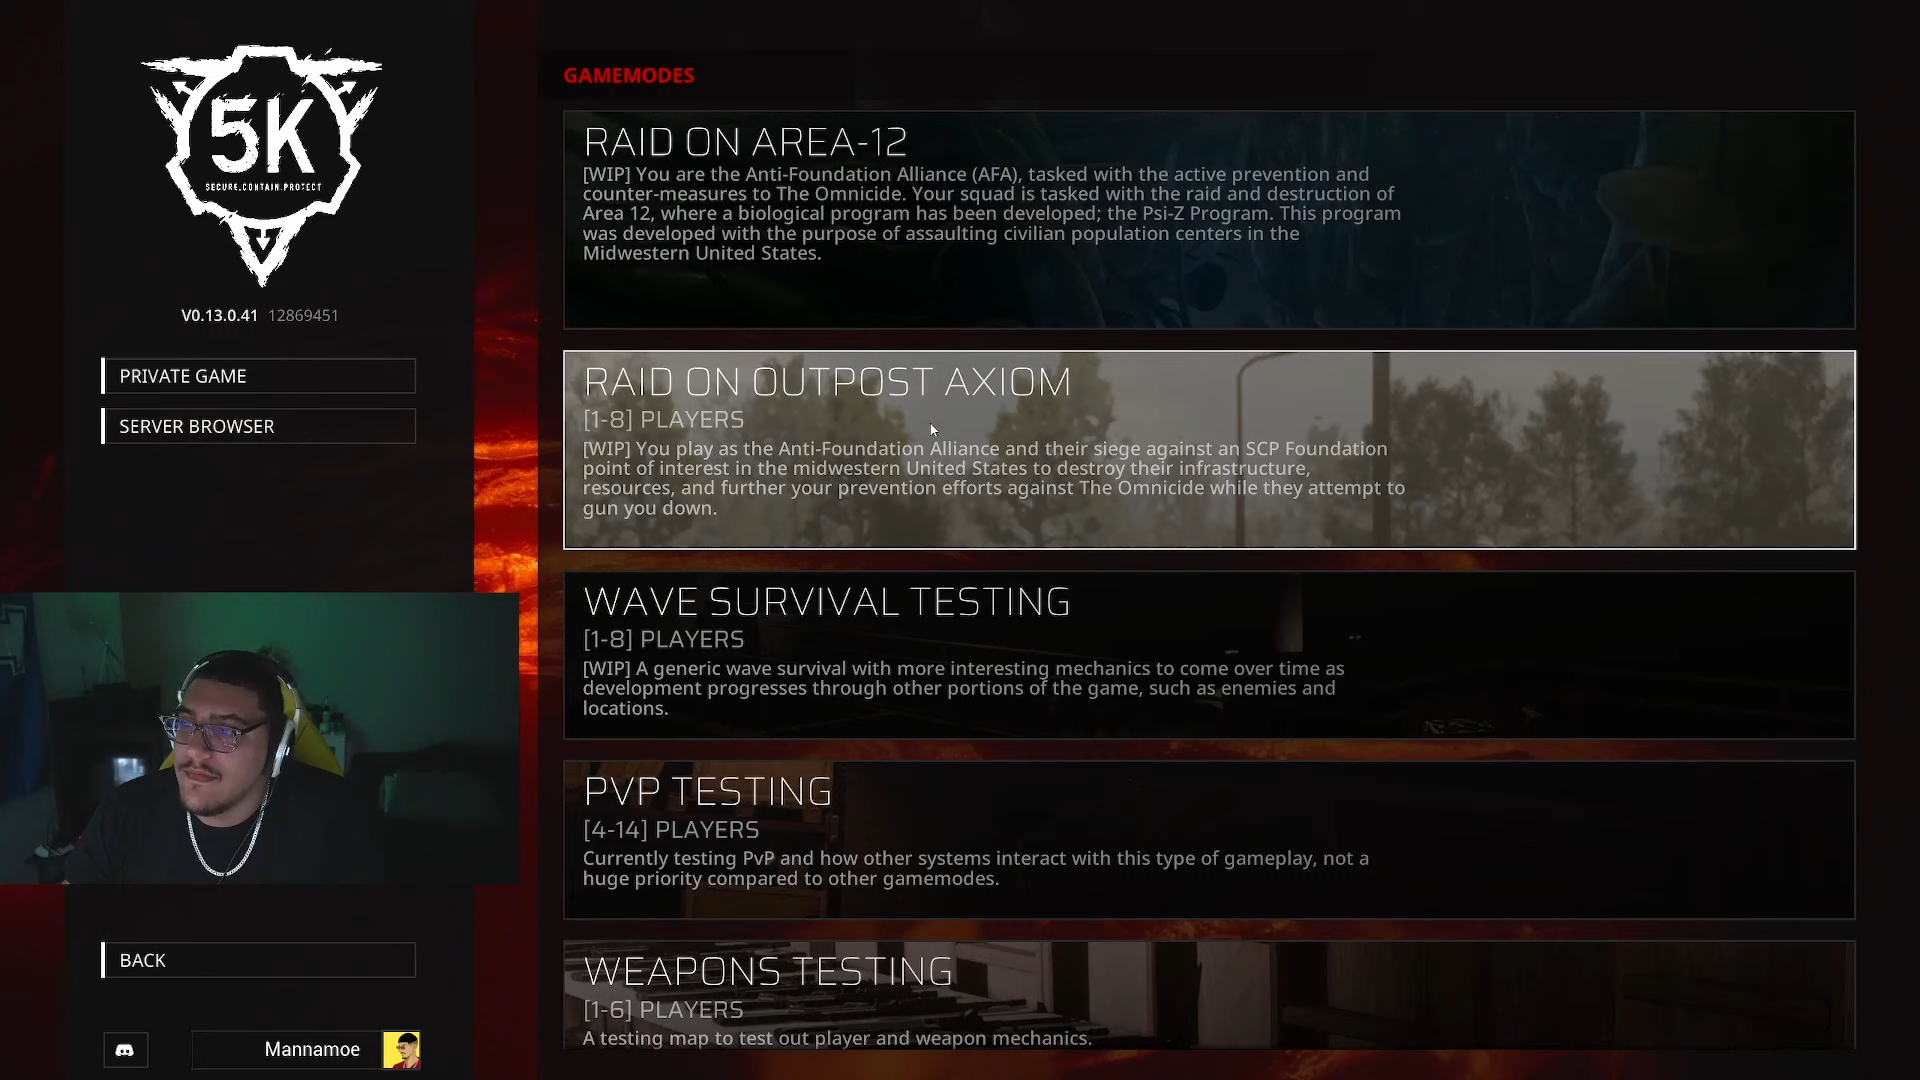 5K
SECURE.CONTAIN.PROTECT
V0.13.0.41 12869451
PRIVATE GAME
SERVER BROWSER
BACK
Mannamoe
GAMEMODES
RAID ON AREA-12
[WIP] You are the Anti-Foundation Alliance (AFA), tasked with the active prevention and
counter-measures to The Omnicide. Your squad is tasked with the raid and destruction of
Area 12, where a biological program has been developed; the Psi-Z Program. This program
was developed with the purpose of assaulting civilian population centers in the
Midwestern United States.
RAID ON OUTPOST AXIOM
[1-8] PLAYERS
[WIP] You play as the Anti-Foundation Alliance and their siege against an SCP Foundation
point of interest in the midwestern United States to destroy their infrastructure,
resources, and further your prevention efforts against The Omnicide while they attempt to
gun you down.
WAVE SURVIVAL TESTING
[1-8] PLAYERS
[WIP] A generic wave survival with more interesting mechanics to come over time as
development progresses through other portions of the game, such as enemies and
locations.
PVP TESTING
[4-14] PLAYERS
Currently testing PvP and how other systems interact with this type of gameplay, not a
huge priority compared to other gamemodes.
WEAPONS TESTING
[1-6] PLAYERS
A testing map to test out player and weapon mechanics.